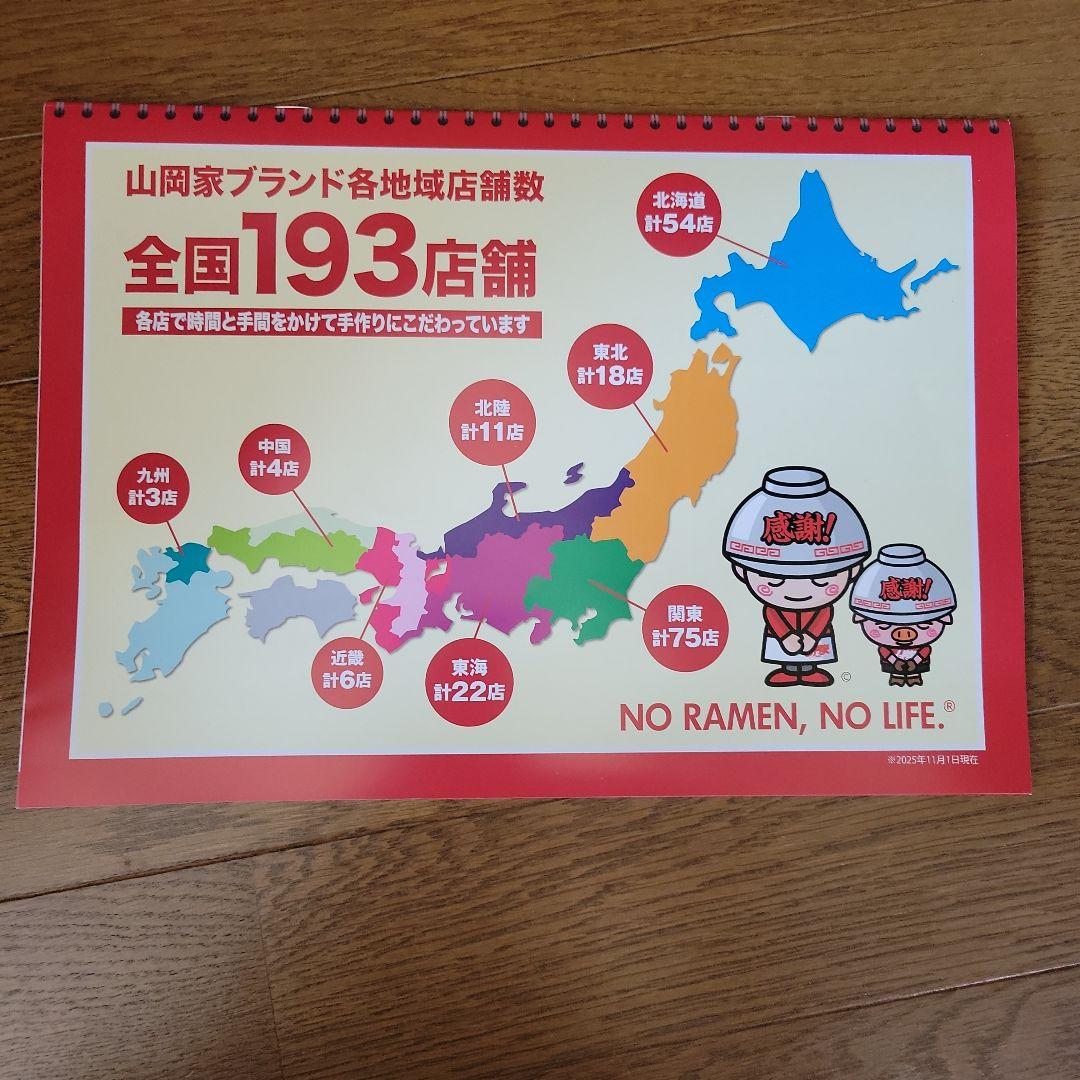 山岡家ブランド各地域店舗数
全国193店舗
各店で時間と手間をかけて手作りにこだわっています
北海道
計54店
東北
計18店
北陸
計11店
中国
計4店
九州
計3店
近畿
計6店
東海
計22店
関東
計75店
感謝!
感謝!
©
NO RAMEN, NO LIFE.®
※2025年11月1日現在